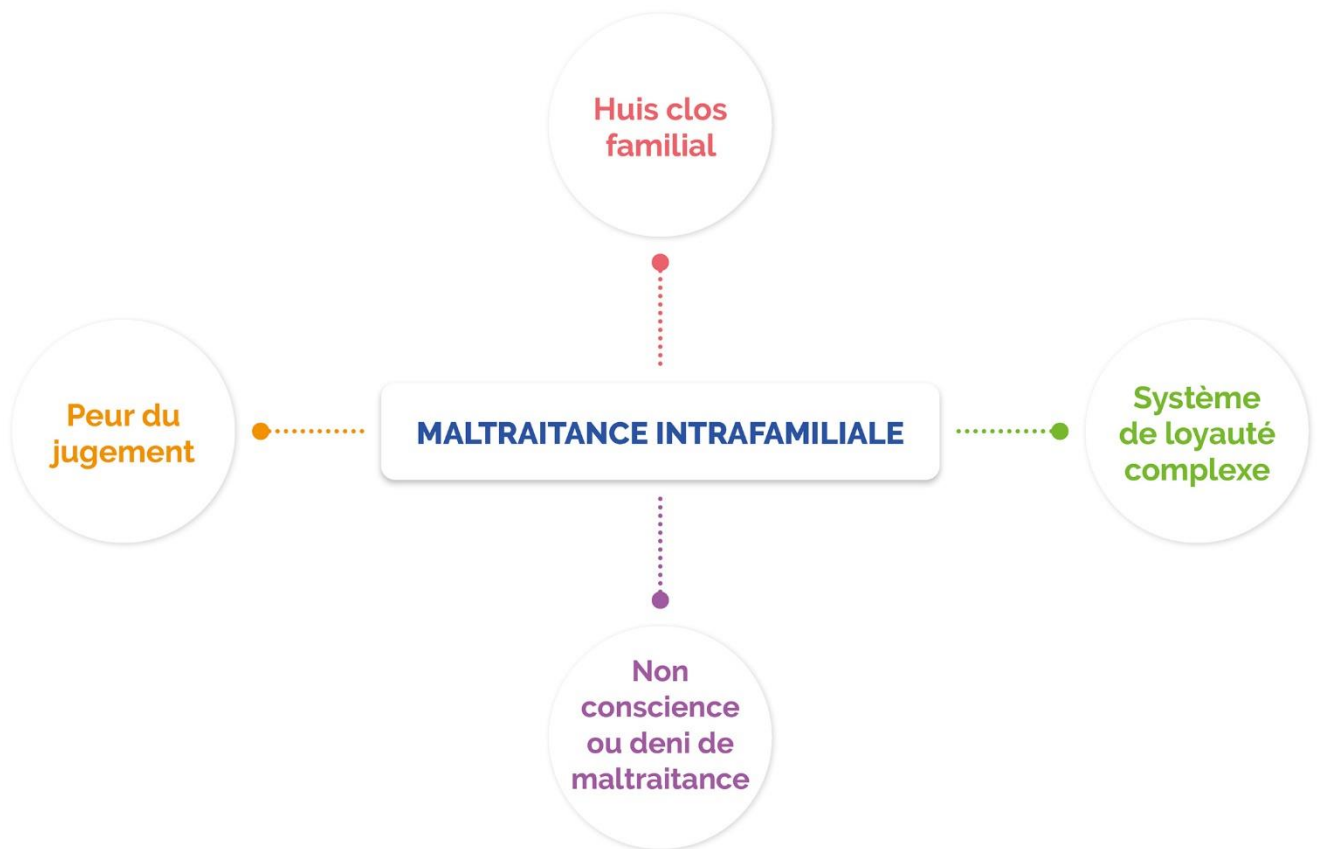 Huis clos
familial
Peur du
jugement
MALTRAITANCE INTRAFAMILIALE
Système
de loyauté
complexe
Non
conscience
ou deni de
maltraitance